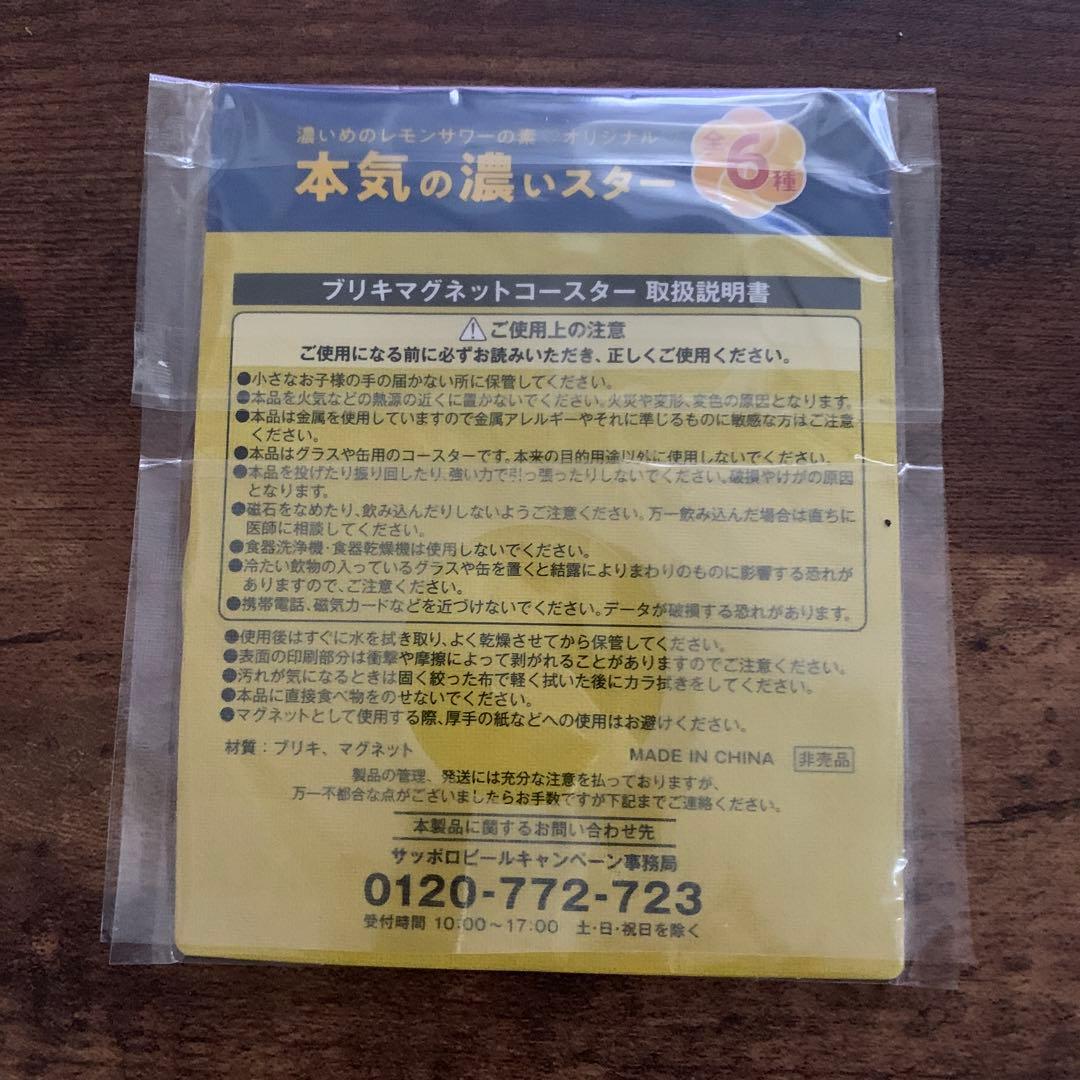 濃いめのレモンサワーの素 オリジナル
本気の濃いスター
全6種
ブリキマグネットコースター 取扱説明書
ご使用上の注意
ご使用になる前に必ずお読みいただき、正しくご使用ください。
●小さなお子様の手の届かない所に保管してください。
●本品を火気などの熱源の近くに置かないでください。火災や変形、変色の原因となります。
●本品は金属を使用していますので金属アレルギーやそれに準じるものに敏感な方はご注意
ください。
●本品はグラスや缶用のコースターです。本来の目的用途以外に使用しないでください。
●本品を投げたり振り回したり、強い力で引っ張ったりしないでください。破損やけがの原因
となります。
●磁石をなめたり、飲み込んだりしないようご注意ください。万一飲み込んだ場合は直ちに
医師に相談してください。
●食器洗浄機・食器乾燥機は使用しないでください。
●冷たい飲物の入っているグラスや缶を置くと結露によりまわりのものに影響する恐れが
ありますので、ご注意ください。
●携帯電話、磁気カードなどを近づけないでください。データが破損する恐れがあります。
●使用後はすぐに水を拭き取り、よく乾燥させてから保管してください。
●表面の印刷部分は衝撃や摩擦によって剥がれることがありますのでご注意ください。
●汚れが気になるときは固く絞った布で軽く拭いた後にカラ拭きをしてください。
●本品に直接食べ物をのせないでください。
●マグネットとして使用する際、厚手の紙などへの使用はお避けください。
材質：ブリキ、マグネット MADE IN CHINA 非売品
製品の管理、発送には充分な注意を払っておりますが、
万一不都合な点がございましたらお手数ですが下記までご連絡ください。
本製品に関するお問い合わせ先
サッポロビールキャンペーン事務局
0120-772-723
受付時間 10:00～17:00 土・日・祝日を除く